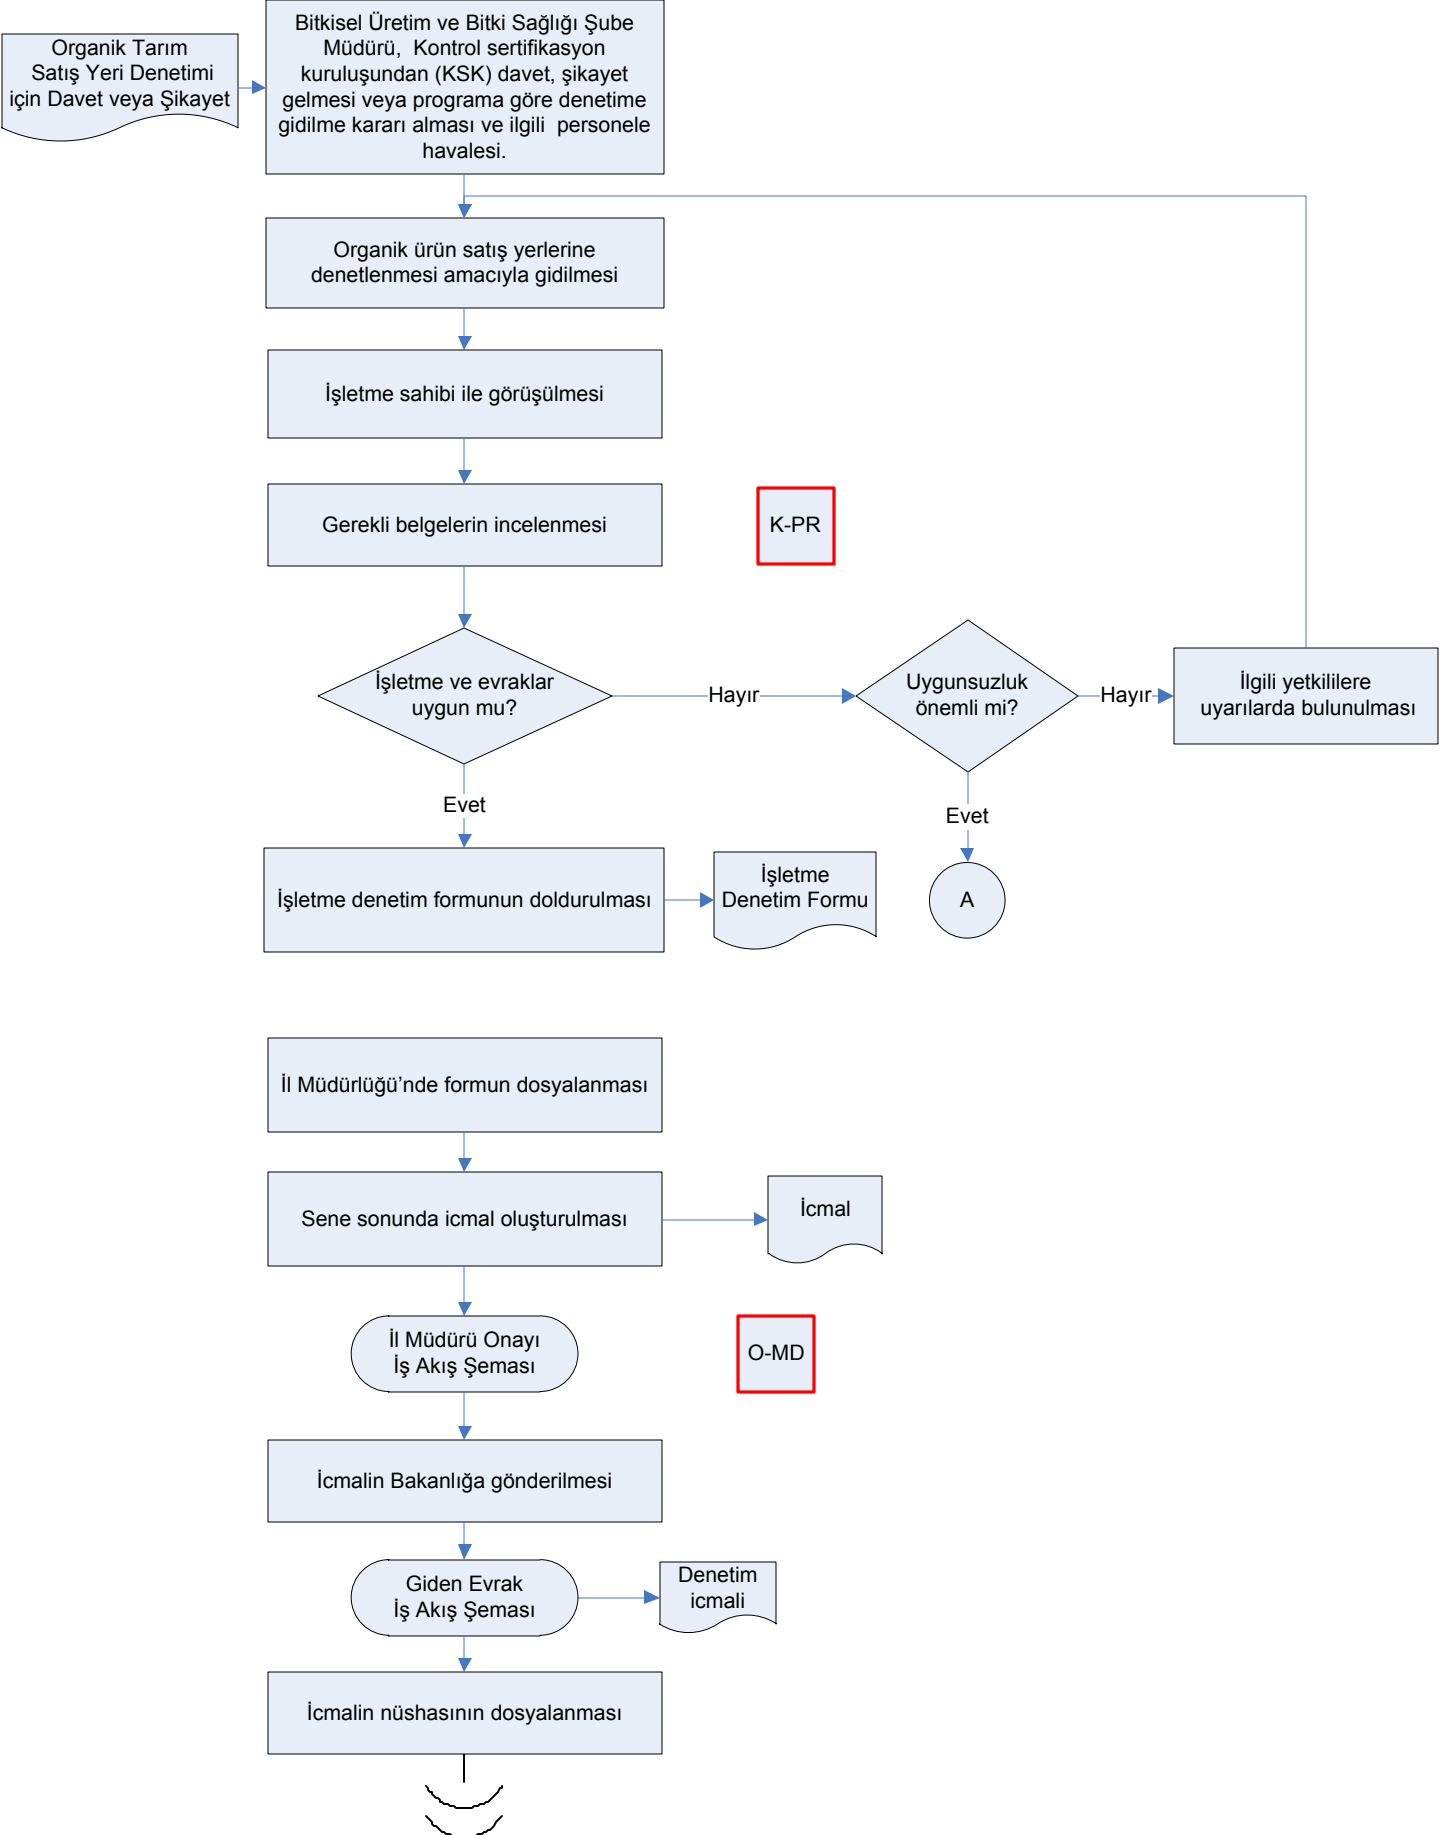 Organik Tarım
Satış Yeri Denetimi
için Davet veya Şikayet
Bitkisel Üretim ve Bitki Sağlığı Şube
Müdürü, Kontrol sertifikasyon
kuruluşundan (KSK) davet, şikayet
gelmesi veya programa göre denetime
gidilme kararı alması ve ilgili personele
havalesi.
Organik ürün satış yerlerine
denetlenmesi amacıyla gidilmesi
İşletme sahibi ile görüşülmesi
Gerekli belgelerin incelenmesi
K-PR
İşletme ve evraklar
uygun mu?
Hayır
Uygunsuzluk
önemli mi?
Hayır
İlgili yetkililere
uyarılarda bulunulması
Evet
Evet
İşletme denetim formunun doldurulması
İşletme
Denetim Formu
A
İl Müdürlüğü’nde formun dosyalanması
Sene sonunda icmal oluşturulması
İcmal
İl Müdürü Onayı
İş Akış Şeması
O-MD
İcmalin Bakanlığa gönderilmesi
Giden Evrak
İş Akış Şeması
Denetim
icmali
İcmalin nüshasının dosyalanması